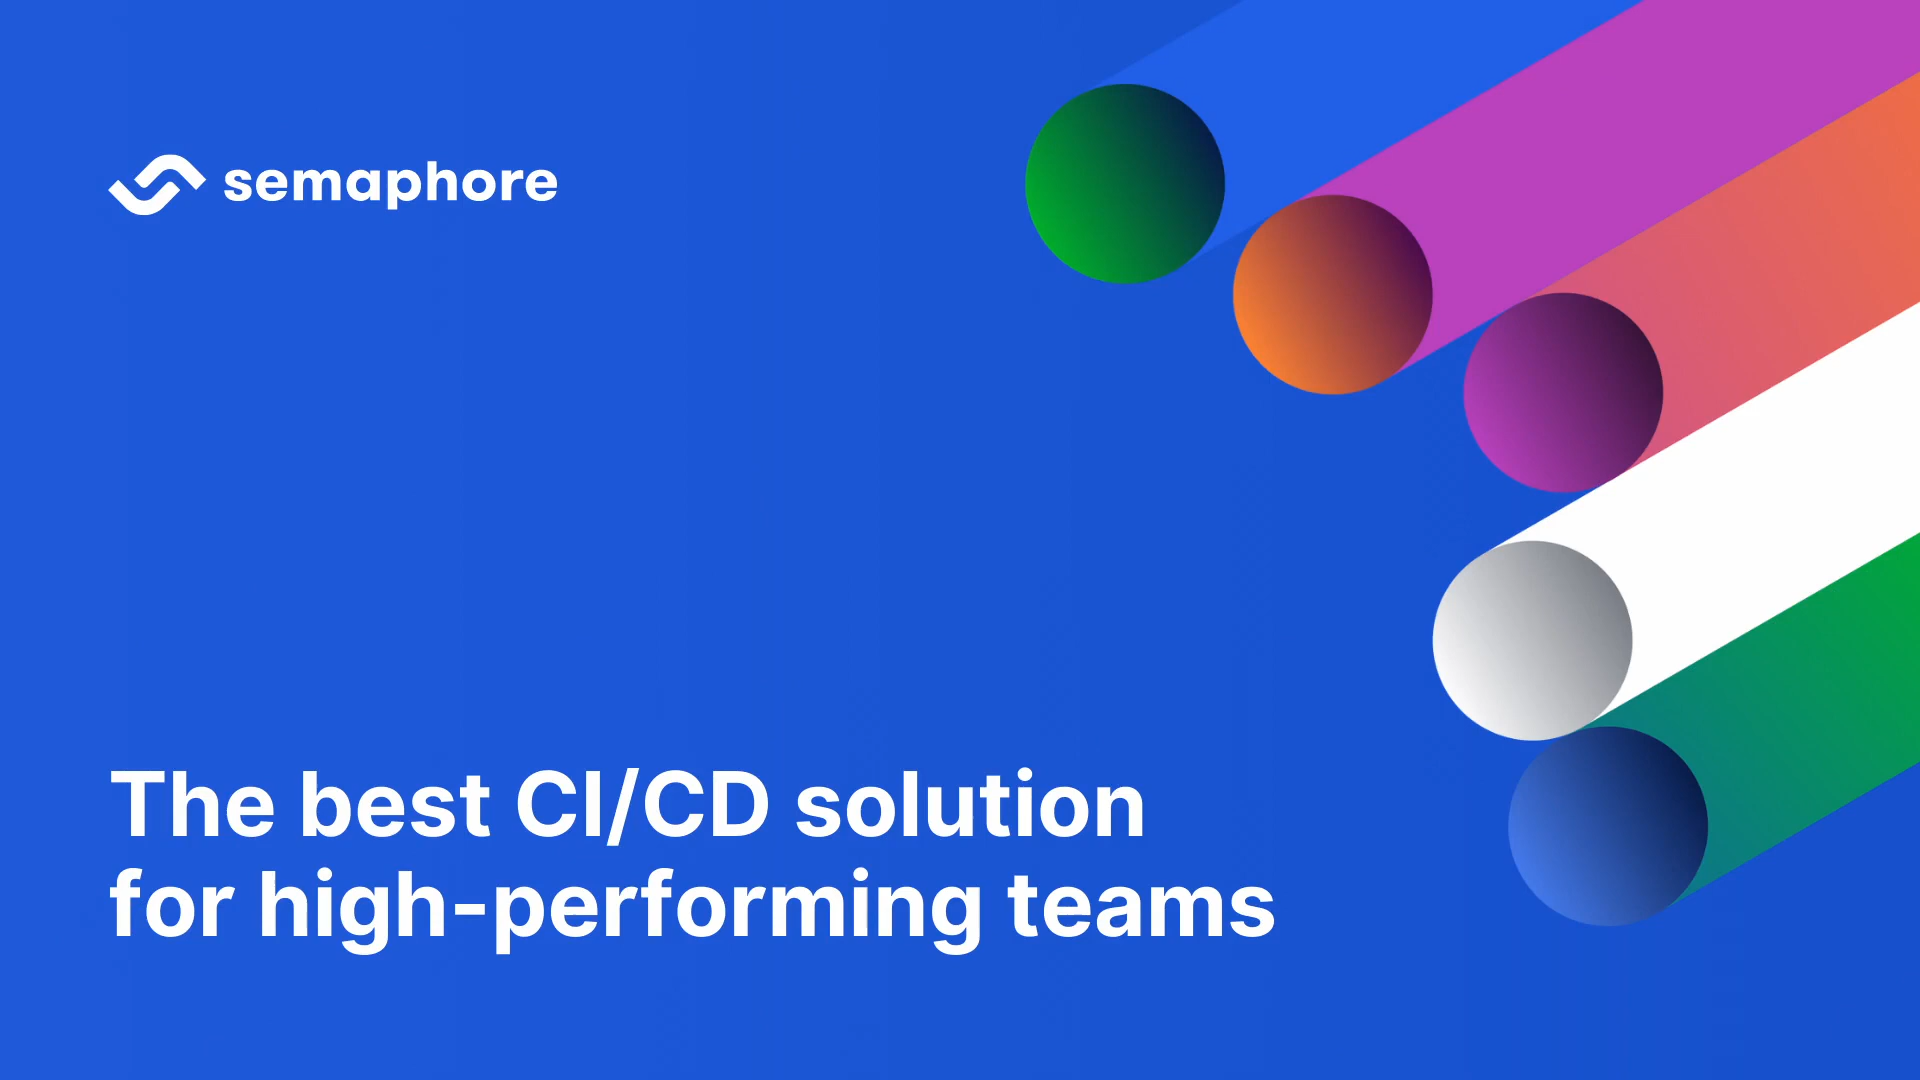 semaphore
The best CI/CD solution
for high-performing teams